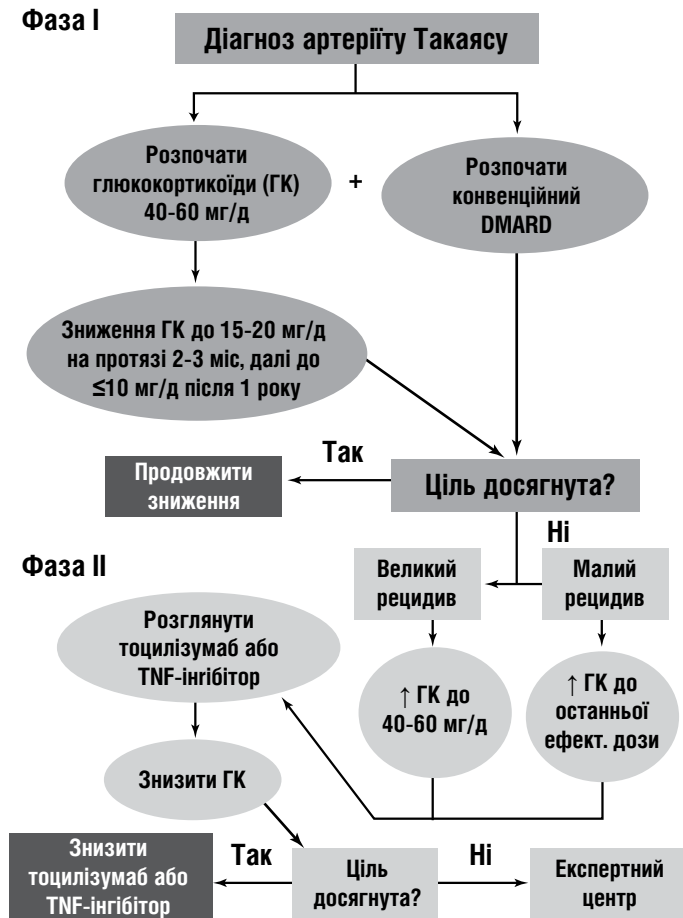 Фаза I
Діагноз артеріїту Такаясу
Розпочати
глюкокортикоїди (ГК)
40-60 мг/д
+
Розпочати
конвенційний
DMARD
Зниження ГК до 15-20 мг/д
на протязі 2-3 міс, далі до
≤10 мг/д після 1 року
Так
Продовжити
зниження
Ціль досягнута?
Ні
Фаза II
Великий
рецидив
Малий
рецидив
Розглянути
тоцилізумаб або
TNF-інгібітор
↑ ГК до
40-60 мг/д
↑ ГК до
останньої
ефект. дози
Знизити ГК
Знизити
тоцилізумаб або
TNF-інгібітор
Так
Ціль
досягнута?
Ні
Експертний
центр